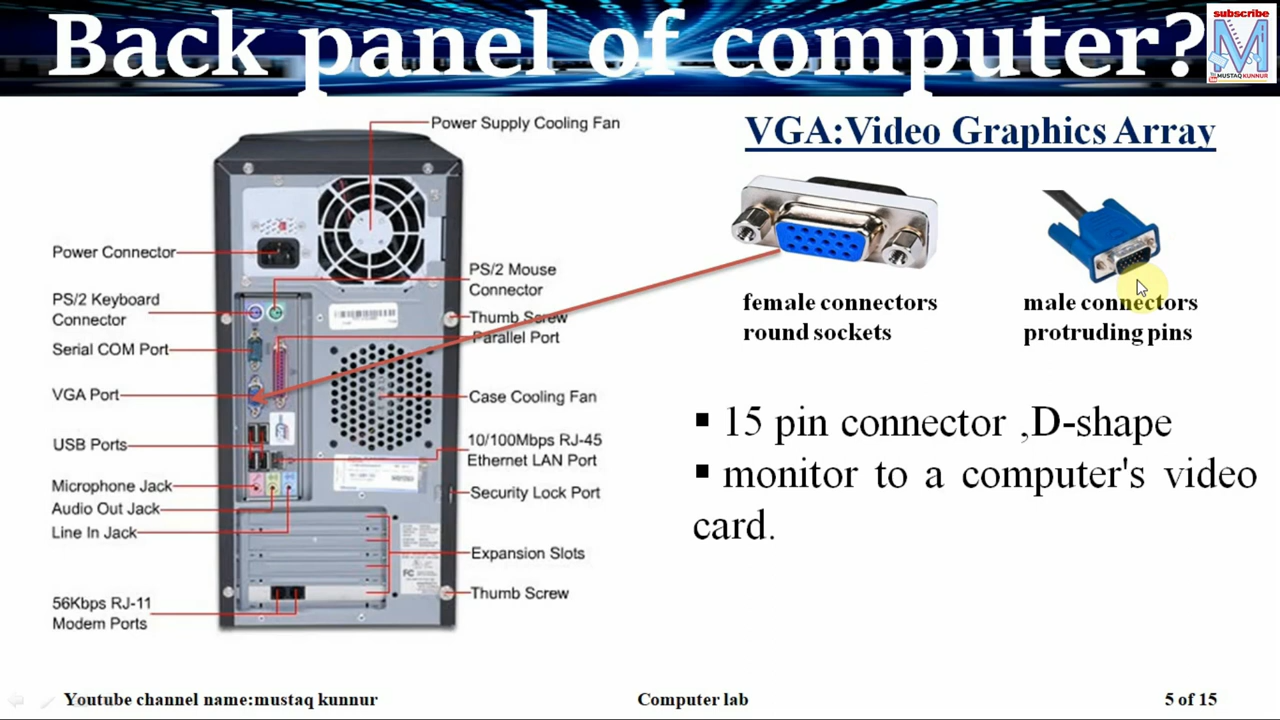 Back panel of computer?
subscribe
M
MUSTAQ KUNNUR
VGA:Video Graphics Array
Power Supply Cooling Fan
Power Connector
PS/2 Keyboard
Connector
Serial COM Port
VGA Port
USB Ports
Microphone Jack
Audio Out Jack
Line In Jack
56Kbps RJ-11
Modem Ports
PS/2 Mouse
Connector
Thumb Screw
Parallel Port
Case Cooling Fan
10/100Mbps RJ-45
Ethernet LAN Port
Security Lock Port
Expansion Slots
Thumb Screw
FC
female connectors
round sockets
male connectors
protruding pins
▪ 15 pin connector ,D-shape
▪ monitor to a computer's video
card.
Youtube channel name:mustaq kunnur
Computer lab
5 of 15